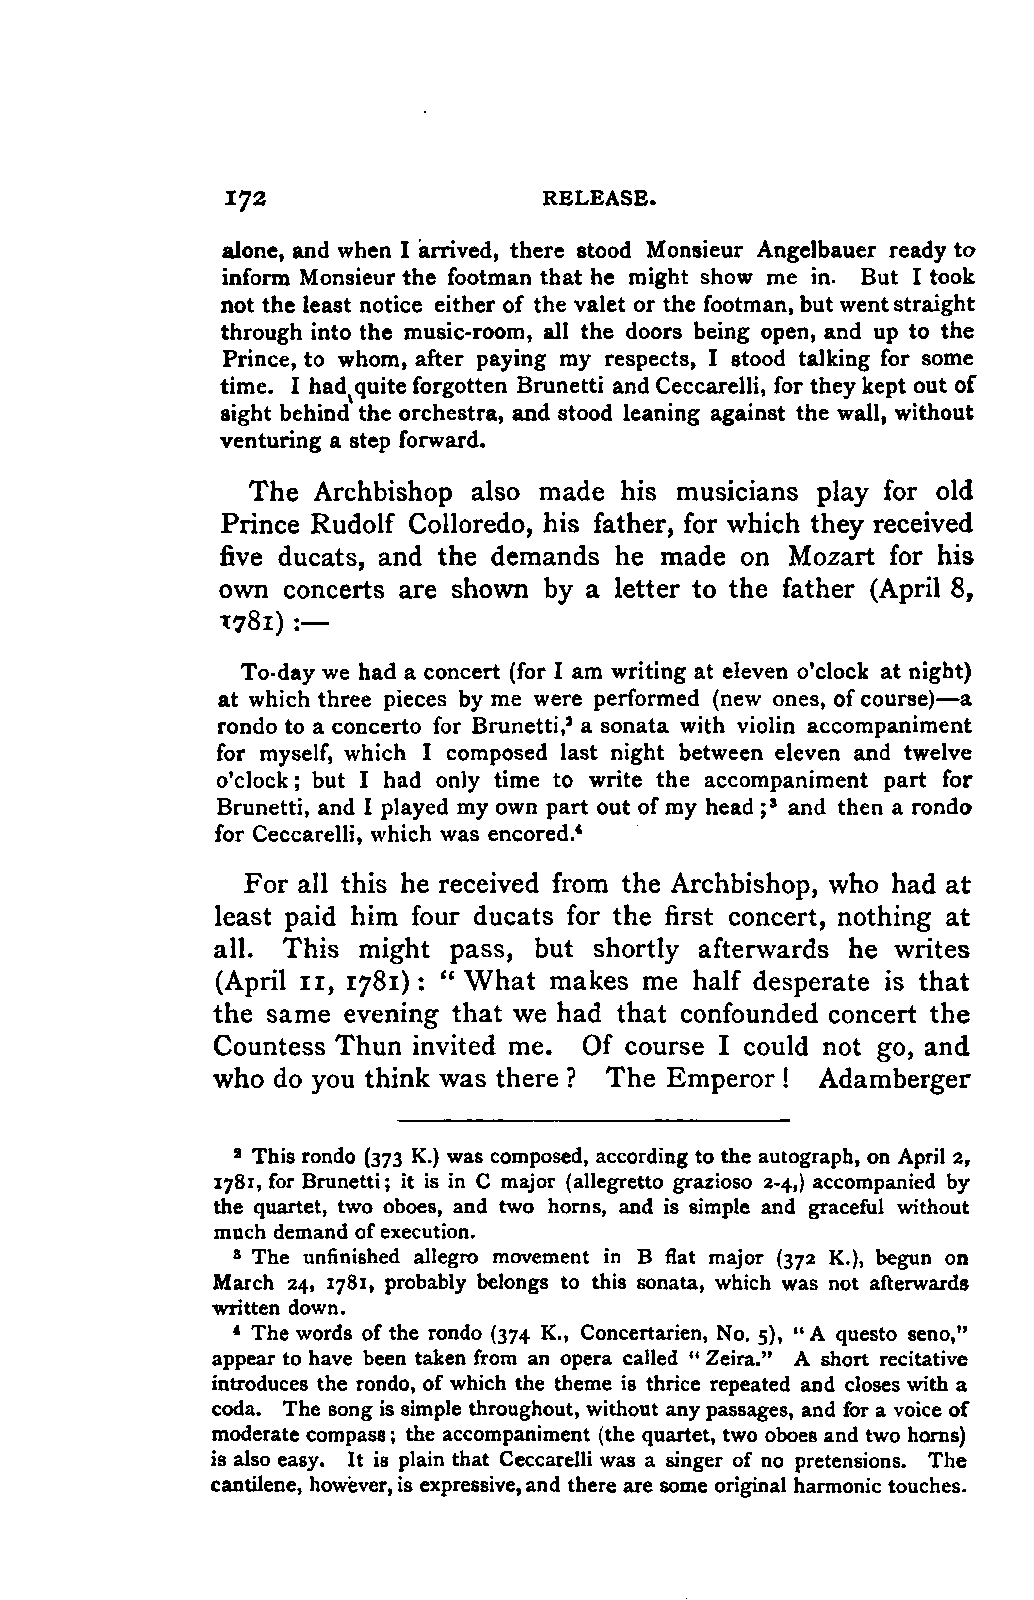 172 RELEASE.
alone, and when I arrived, there stood Monsieur Angelbauer ready to
inform Monsieur the footman that he might show me in. But I took
not the least notice either of the valet or the footman, but went straight
through into the music-room, all the doors being open, and up to the
Prince, to whom, after paying my respects, I stood talking for some
time. I had quite forgotten Brunetti and Ceccarelli, for they kept out of
sight behind the orchestra, and stood leaning against the wall, without
venturing a step forward.
The Archbishop also made his musicians play for old
Prince Rudolf Colloredo, his father, for which they received
five ducats, and the demands he made on Mozart for his
own concerts are shown by a letter to the father (April 8,
1781) :—
To-day we had a concert (for I am writing at eleven o'clock at night)
at which three pieces by me were performed (new ones, of course)—a
rondo to a concerto for Brunetti,² a sonata with violin accompaniment
for myself, which I composed last night between eleven and twelve
o'clock; but I had only time to write the accompaniment part for
Brunetti, and I played my own part out of my head ;³ and then a rondo
for Ceccarelli, which was encored.⁴
For all this he received from the Archbishop, who had at
least paid him four ducats for the first concert, nothing at
all. This might pass, but shortly afterwards he writes
(April 11, 1781) : “ What makes me half desperate is that
the same evening that we had that confounded concert the
Countess Thun invited me. Of course I could not go, and
who do you think was there ? The Emperor ! Adamberger
² This rondo (373 K.) was composed, according to the autograph, on April 2,
1781, for Brunetti; it is in C major (allegretto grazioso 2-4,) accompanied by
the quartet, two oboes, and two horns, and is simple and graceful without
much demand of execution.
³ The unfinished allegro movement in B flat major (372 K.), begun on
March 24, 1781, probably belongs to this sonata, which was not afterwards
written down.
⁴ The words of the rondo (374 K., Concertarien, No. 5), “ A questo seno,”
appear to have been taken from an opera called “ Zeira.” A short recitative
introduces the rondo, of which the theme is thrice repeated and closes with a
coda. The song is simple throughout, without any passages, and for a voice of
moderate compass; the accompaniment (the quartet, two oboes and two horns)
is also easy. It is plain that Ceccarelli was a singer of no pretensions. The
cantilene, however, is expressive, and there are some original harmonic touches.